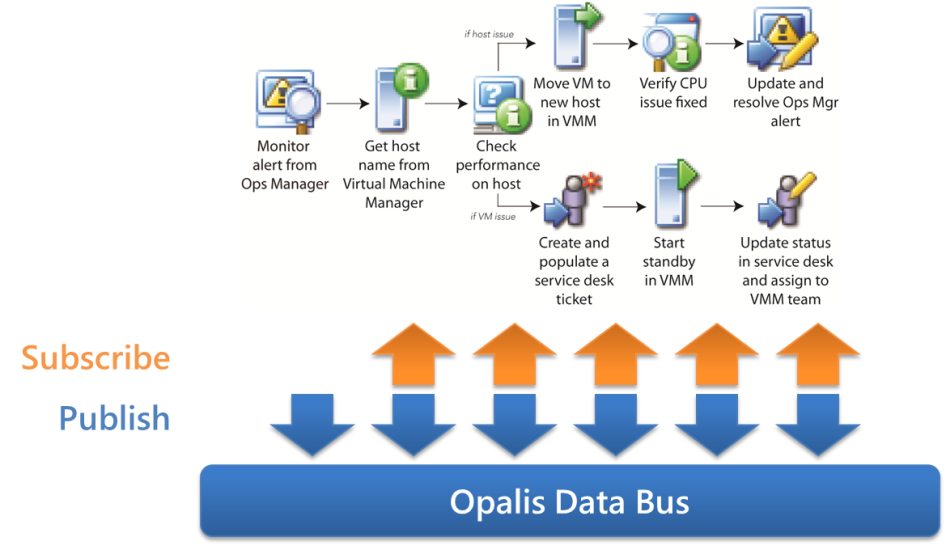 if host issue
Move VM to
new host
in VMM
Verify CPU
issue fixed
Update and
resolve Ops Mgr
alert
Monitor
alert from
Ops Manager
Get host
name from
Virtual Machine
Manager
Check
performance
on host
if VM issue
Create and
populate a
service desk
ticket
Start
standby
in VMM
Update status
in service desk
and assign to
VMM team
Subscribe
Publish
Opalis Data Bus